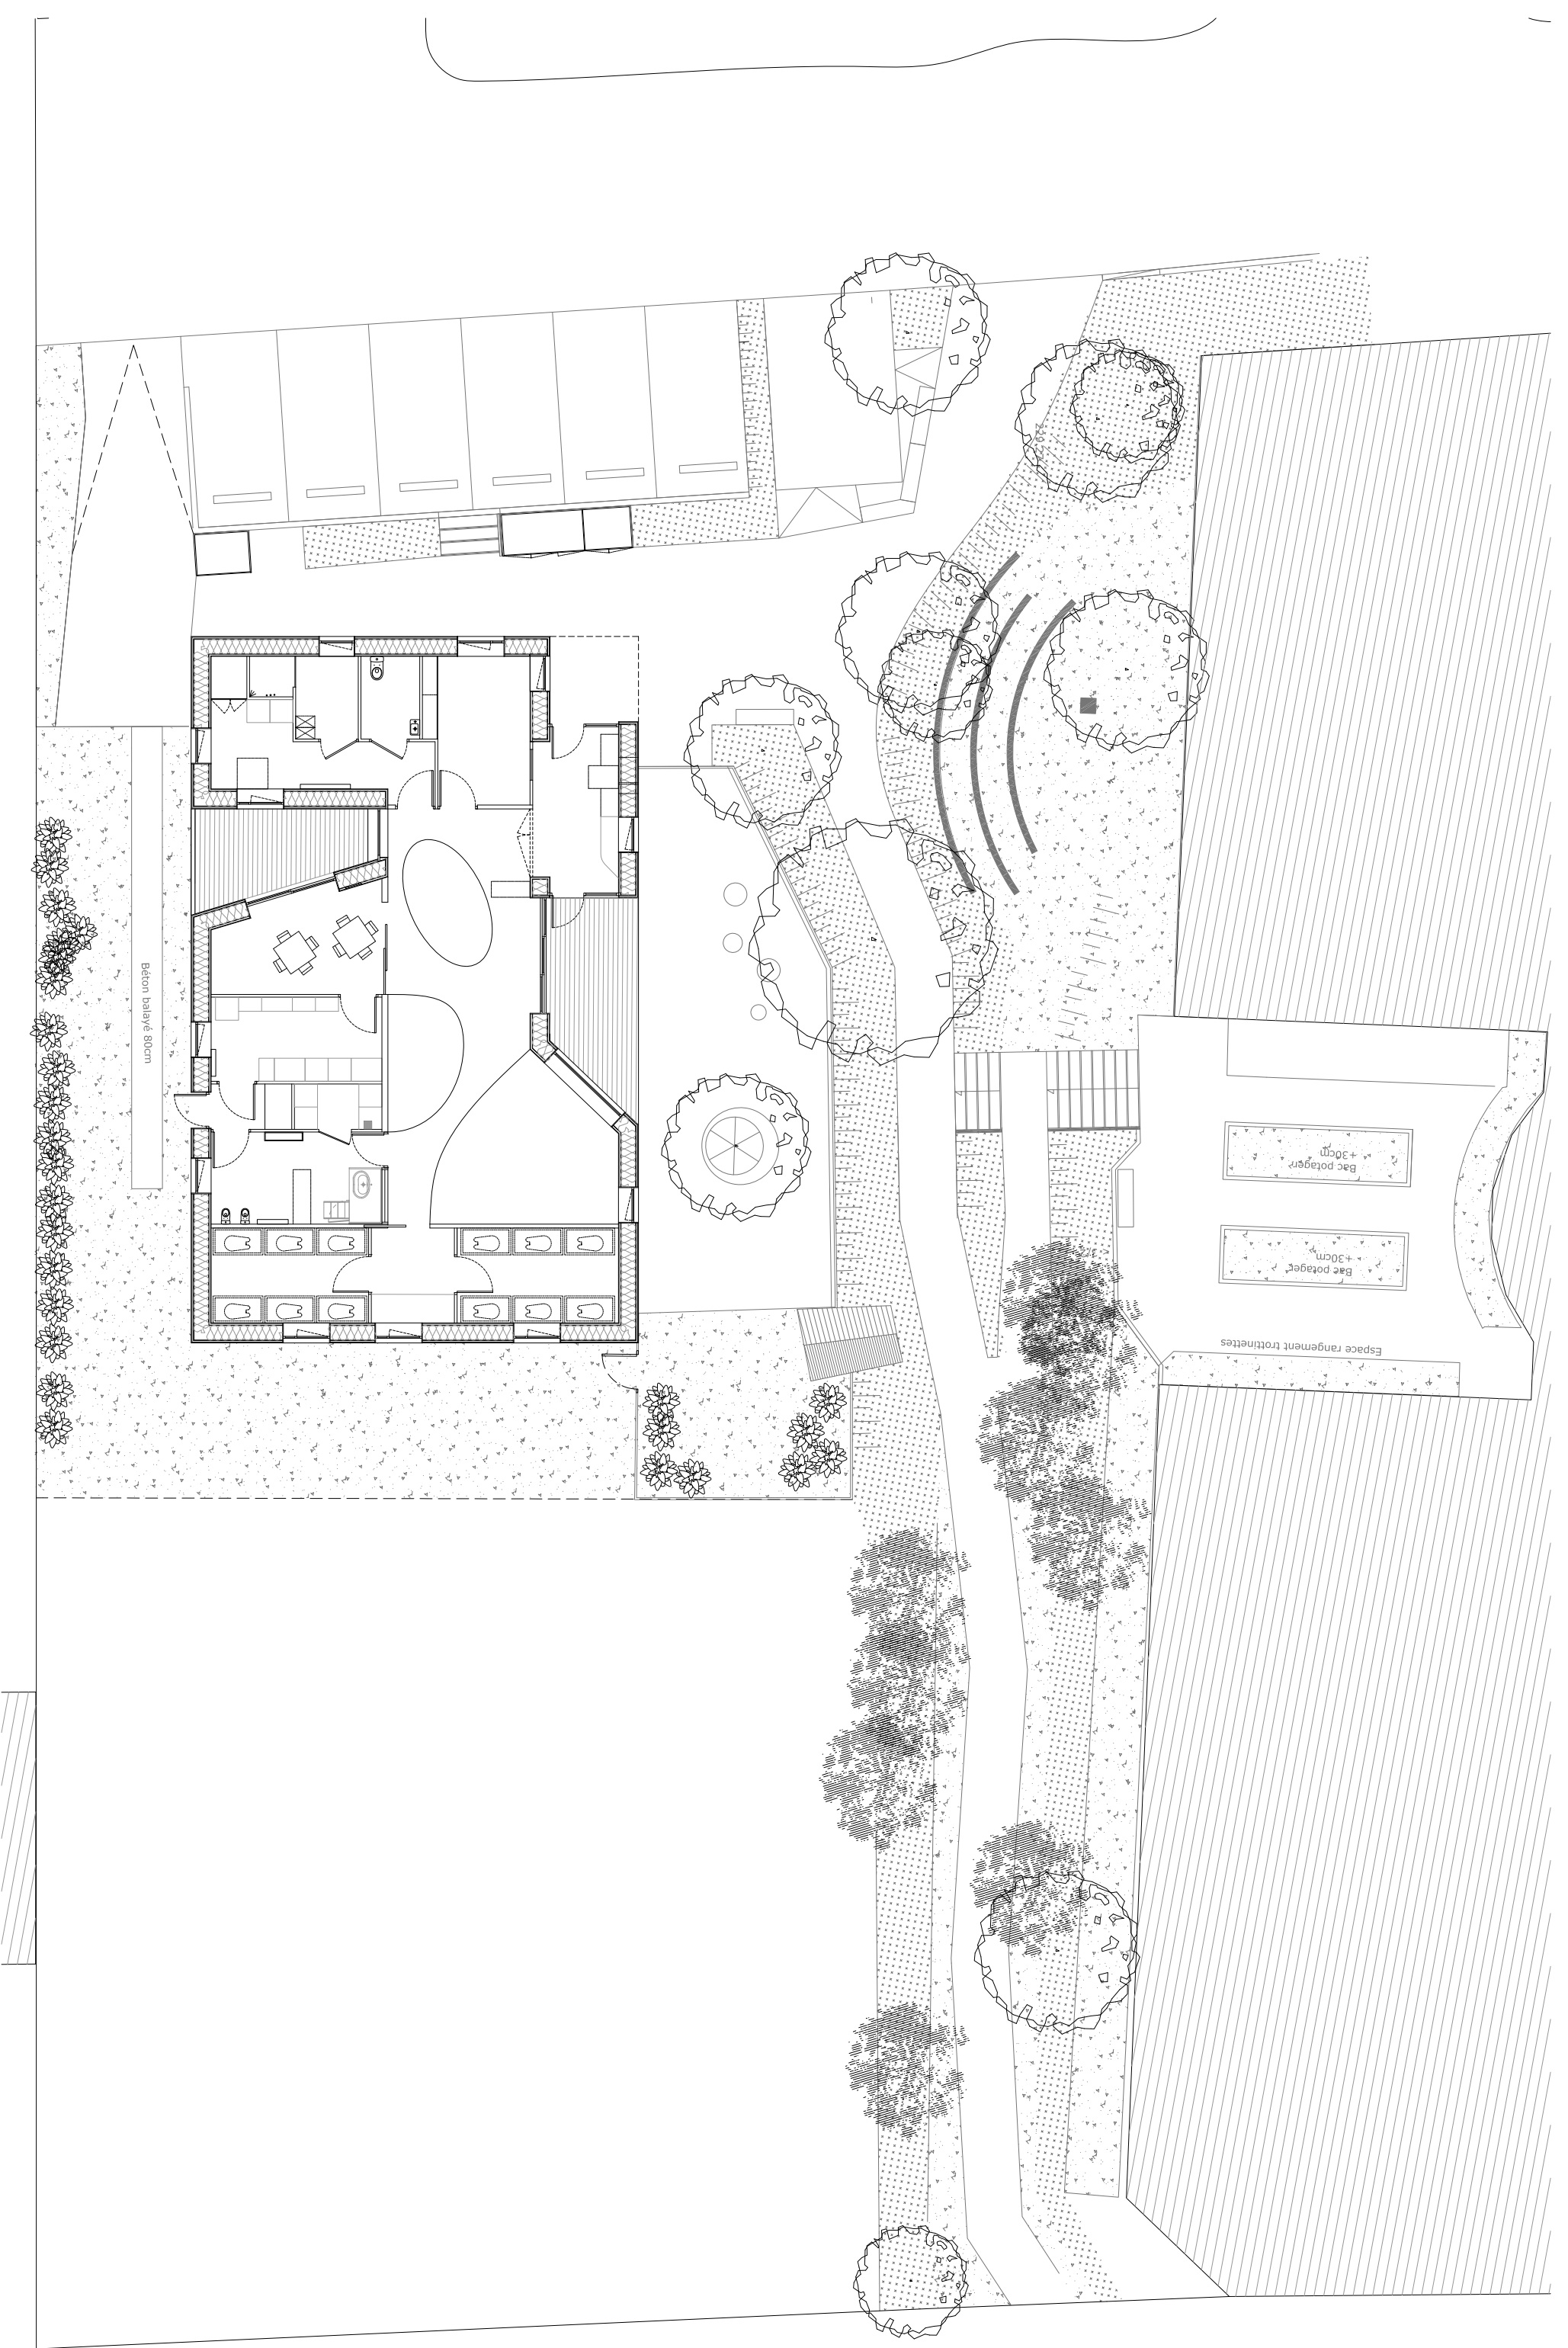 Béton balayé 80cm
Bac potager
+30cm
Bac potager
+30cm
Espace rangement trottinettes